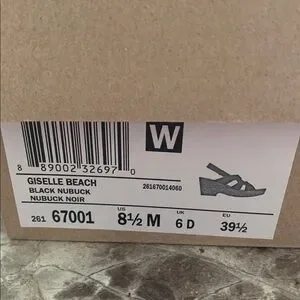 W
8 89002 32697 0
GISELLE BEACH
BLACK NUBUCK
NUBUCK NOIR
261670014060
US UK EU
261 67001 8½ M 6 D 39½